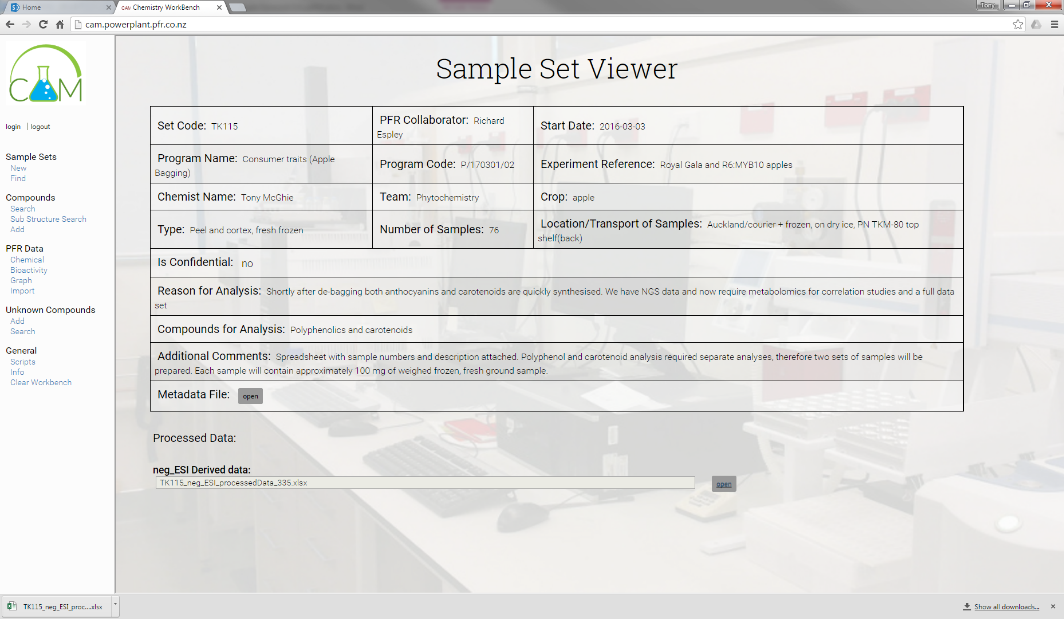 Home
CAM Chemistry WorkBench
Tony
cam.powerplant.pfr.co.nz
CAM
login | logout
Sample Sets
New
Find
Compounds
Search
Sub Structure Search
Add
PFR Data
Chemical
Bioactivity
Graph
Import
Unknown Compounds
Add
Search
General
Scripts
Info
Clear Workbench
Sample Set Viewer
Set Code: TK115
PFR Collaborator: Richard
Espley
Start Date: 2016-03-03
Program Name: Consumer traits (Apple
Bagging)
Program Code: P/170301/02
Experiment Reference: Royal Gala and R6:MYB10 apples
Chemist Name: Tony McGhie
Team: Phytochemistry
Crop: apple
Type: Peel and cortex, fresh frozen
Number of Samples: 76
Location/Transport of Samples: Auckland/courier + frozen, on dry ice, PN TKM-80 top
shelf(back)
Is Confidential: no
Reason for Analysis: Shortly after de-bagging both anthocyanins and carotenoids are quickly synthesised. We have NGS data and now require metabolomics for correlation studies and a full data
set
Compounds for Analysis: Polyphenolics and carotenoids
Additional Comments: Spreadsheet with sample numbers and description attached. Polyphenol and carotenoid analysis required separate analyses, therefore two sets of samples will be
prepared. Each sample will contain approximately 100 mg of weighed frozen, fresh ground sample.
Metadata File: open
Processed Data:
neg_ESI Derived data:
TK115_neg_ESI_processedData_335.xlsx
open
TK115_neg_ESI_proc....xlsx
Show all downloads...